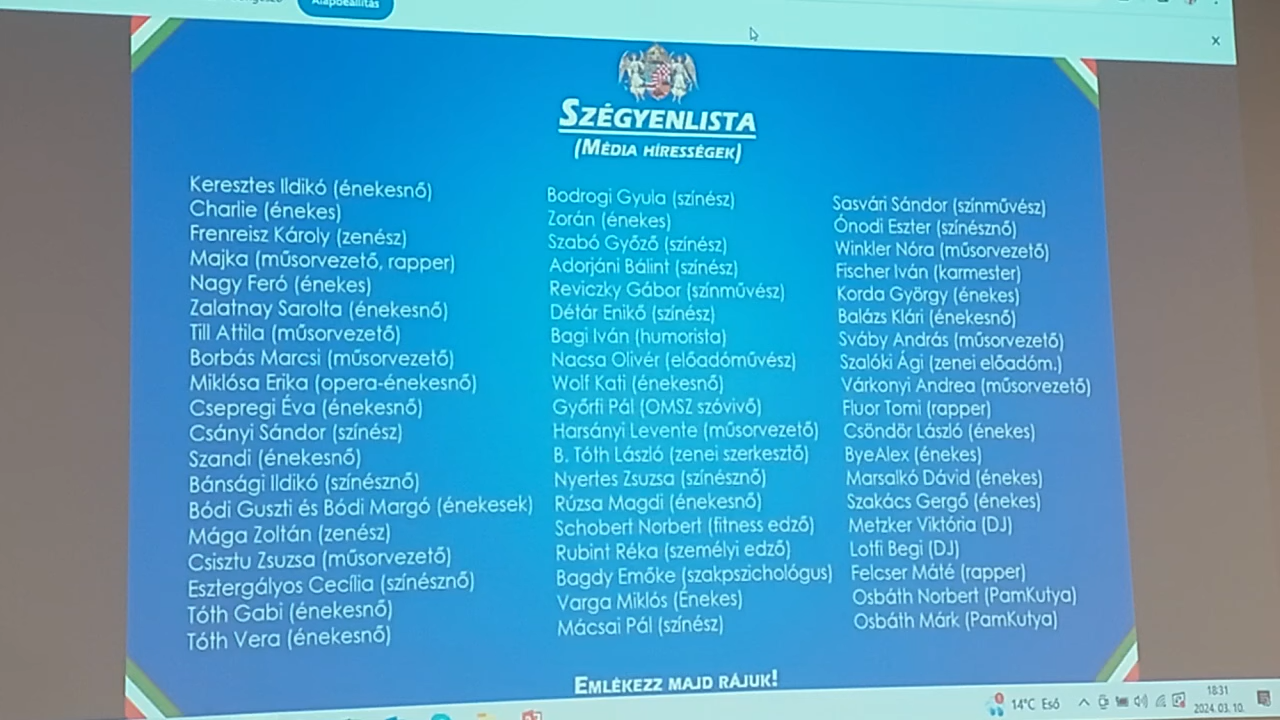 Alapbeállítás
SZÉGYENLISTA
(MÉDIA HÍRESSÉGEK)
Keresztes Ildikó (énekesnő)
Charlie (énekes)
Frenreisz Károly (zenész)
Majka (műsorvezető, rapper)
Nagy Feró (énekes)
Zalatnay Sarolta (énekesnő)
Till Attila (műsorvezető)
Borbás Marcsi (műsorvezető)
Miklósa Erika (opera-énekesnő)
Csepregi Éva (énekesnő)
Csányi Sándor (színész)
Szandi (énekesnő)
Bánsági Ildikó (színésznő)
Bódi Guszti és Bódi Margó (énekesek)
Mága Zoltán (zenész)
Csisztu Zsuzsa (műsorvezető)
Esztergályos Cecília (színésznő)
Tóth Gabi (énekesnő)
Tóth Vera (énekesnő)
Bodrogi Gyula (színész)
Zorán (énekes)
Szabó Győző (színész)
Adorjáni Bálint (színész)
Reviczky Gábor (színművész)
Détár Enikő (színész)
Bagi Iván (humorista)
Nacsa Olivér (előadóművész)
Wolf Kati (énekesnő)
Győrfi Pál (OMSZ szóvivő)
Harsányi Levente (műsorvezető)
B. Tóth László (zenei szerkesztő)
Nyertes Zsuzsa (színésznő)
Rúzsa Magdi (énekesnő)
Schobert Norbert (fitness edző)
Rubint Réka (személyi edző)
Bagdy Emőke (szakpszichológus)
Varga Miklós (Énekes)
Mácsai Pál (színész)
Sasvári Sándor (színművész)
Ónodi Eszter (színésznő)
Winkler Nóra (műsorvezető)
Fischer Iván (karmester)
Korda György (énekes)
Balázs Klári (énekesnő)
Sváby András (műsorvezető)
Szalóki Ági (zenei előadóm.)
Várkonyi Andrea (műsorvezető)
Fluor Tomi (rapper)
Csöndör László (énekes)
ByeAlex (énekes)
Marsalkó Dávid (énekes)
Szakács Gergő (énekes)
Metzker Viktória (DJ)
Lotfi Begi (DJ)
Felcser Máté (rapper)
Osbáth Norbert (PamKutya)
Osbáth Márk (PamKutya)
EMLÉKEZZ MAJD RÁJUK!
14°C Eső
18:31
2024. 03. 10.